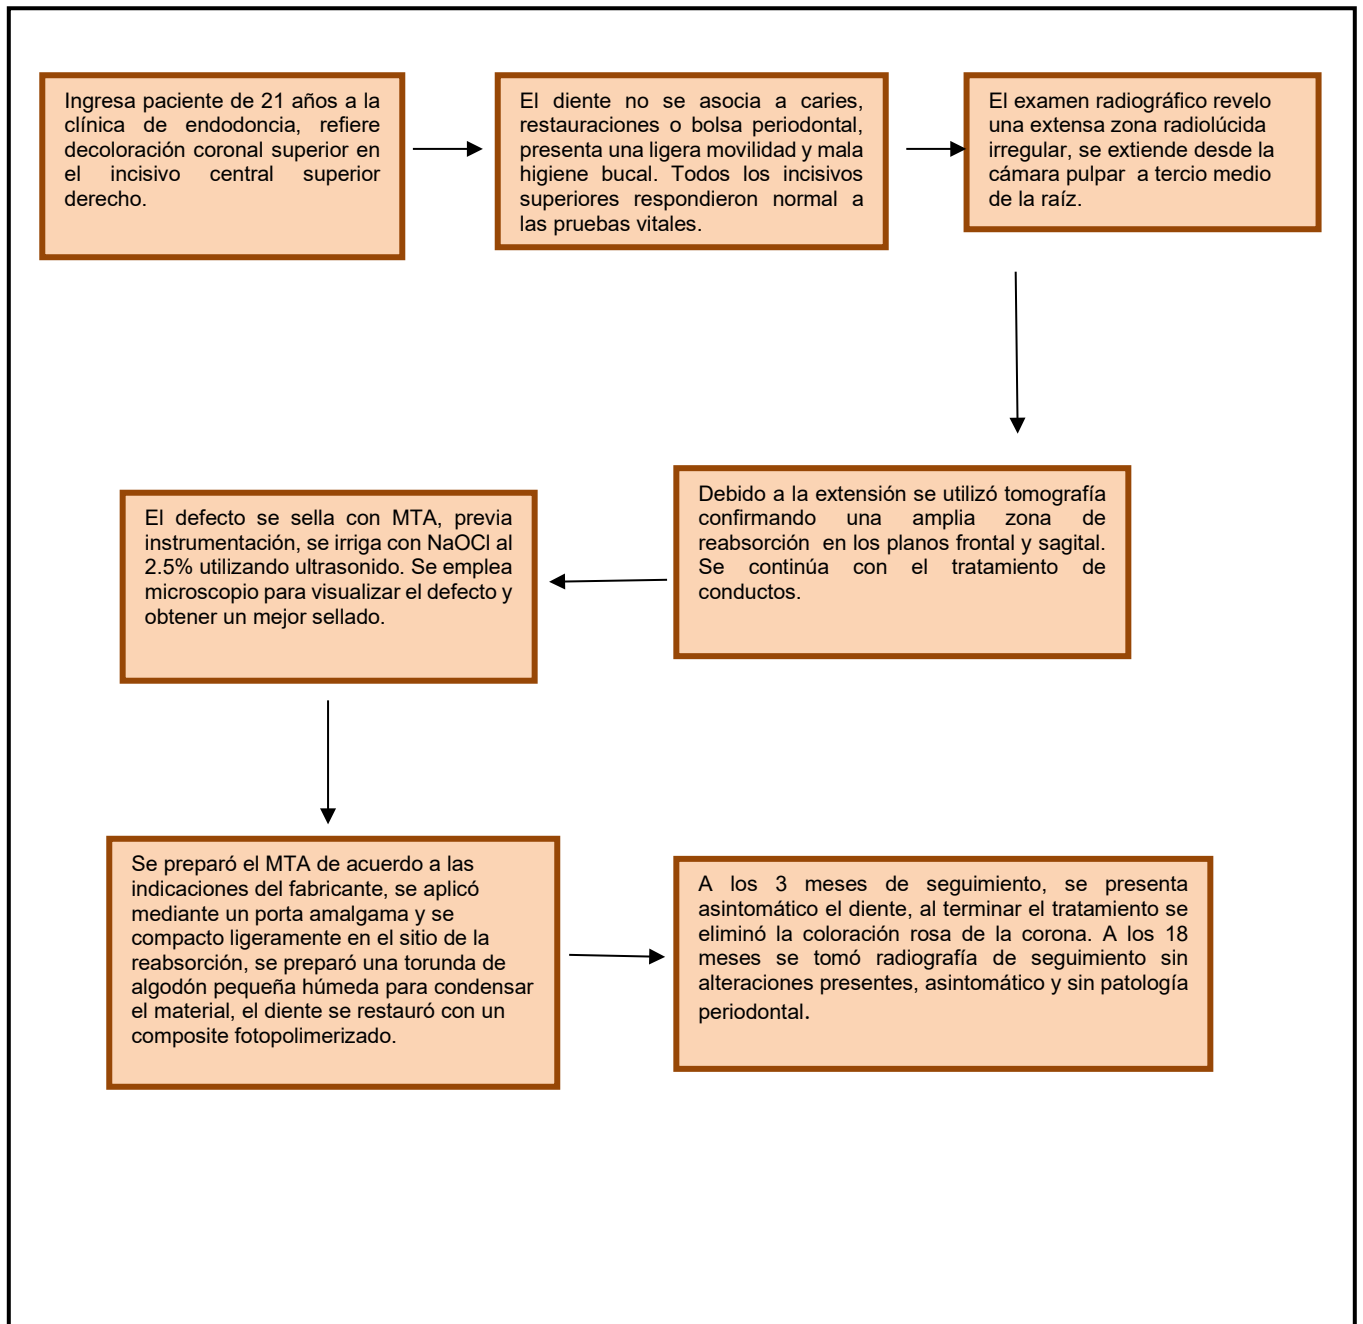 Ingresa paciente de 21 años a la
clínica de endodoncia, refiere
decoloración coronal superior en
el incisivo central superior
derecho.
El diente no se asocia a caries,
restauraciones o bolsa periodontal,
presenta una ligera movilidad y mala
higiene bucal. Todos los incisivos
superiores respondieron normal a
las pruebas vitales.
El examen radiográfico revelo
una extensa zona radiolúcida
irregular, se extiende desde la
cámara pulpar a tercio medio
de la raíz.
Debido a la extensión se utilizó tomografía
confirmando una amplia zona de
reabsorción en los planos frontal y sagital.
Se continúa con el tratamiento de
conductos.
El defecto se sella con MTA, previa
instrumentación, se irriga con NaOCl al
2.5% utilizando ultrasonido. Se emplea
microscopio para visualizar el defecto y
obtener un mejor sellado.
Se preparó el MTA de acuerdo a las
indicaciones del fabricante, se aplicó
mediante un porta amalgama y se
compacto ligeramente en el sitio de la
reabsorción, se preparó una torunda de
algodón pequeña húmeda para condensar
el material, el diente se restauró con un
composite fotopolimerizado.
A los 3 meses de seguimiento, se presenta
asintomático el diente, al terminar el tratamiento se
eliminó la coloración rosa de la corona. A los 18
meses se tomó radiografía de seguimiento sin
alteraciones presentes, asintomático y sin patología
periodontal.